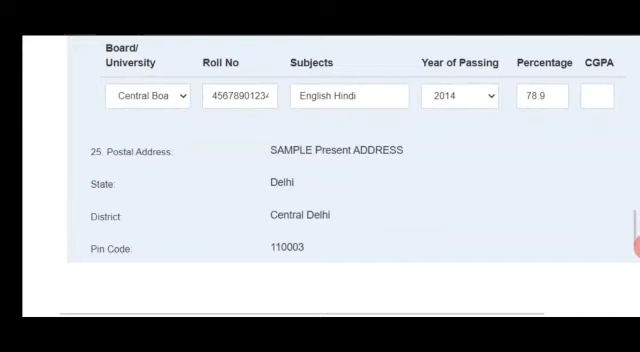 Board/
University Roll No Subjects Year of Passing Percentage CGPA
Central Boa 45678901234 English Hindi 2014 78.9
25. Postal Address: SAMPLE Present ADDRESS
State: Delhi
District: Central Delhi
Pin Code: 110003